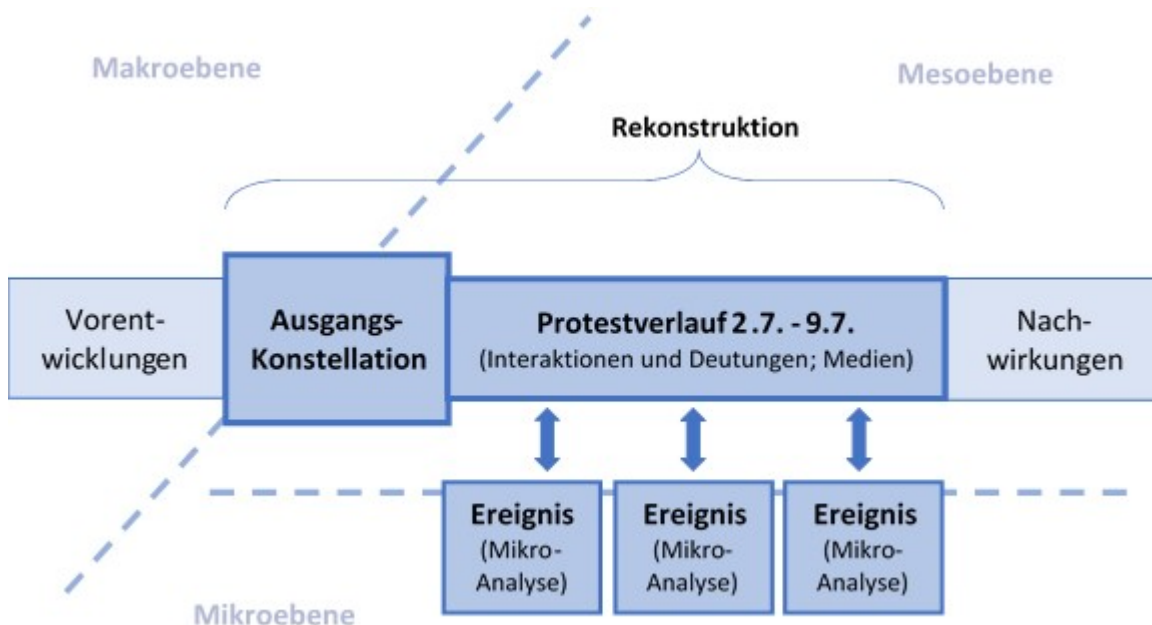 Makroebene
Mesoebene
Rekonstruktion
Vorent-
wicklungen
Ausgangs-
Konstellation
Protestverlauf 2.7. - 9.7.
(Interaktionen und Deutungen; Medien)
Nach-
wirkungen
Ereignis
(Mikro-
Analyse)
Ereignis
(Mikro-
Analyse)
Ereignis
(Mikro-
Analyse)
Mikroebene